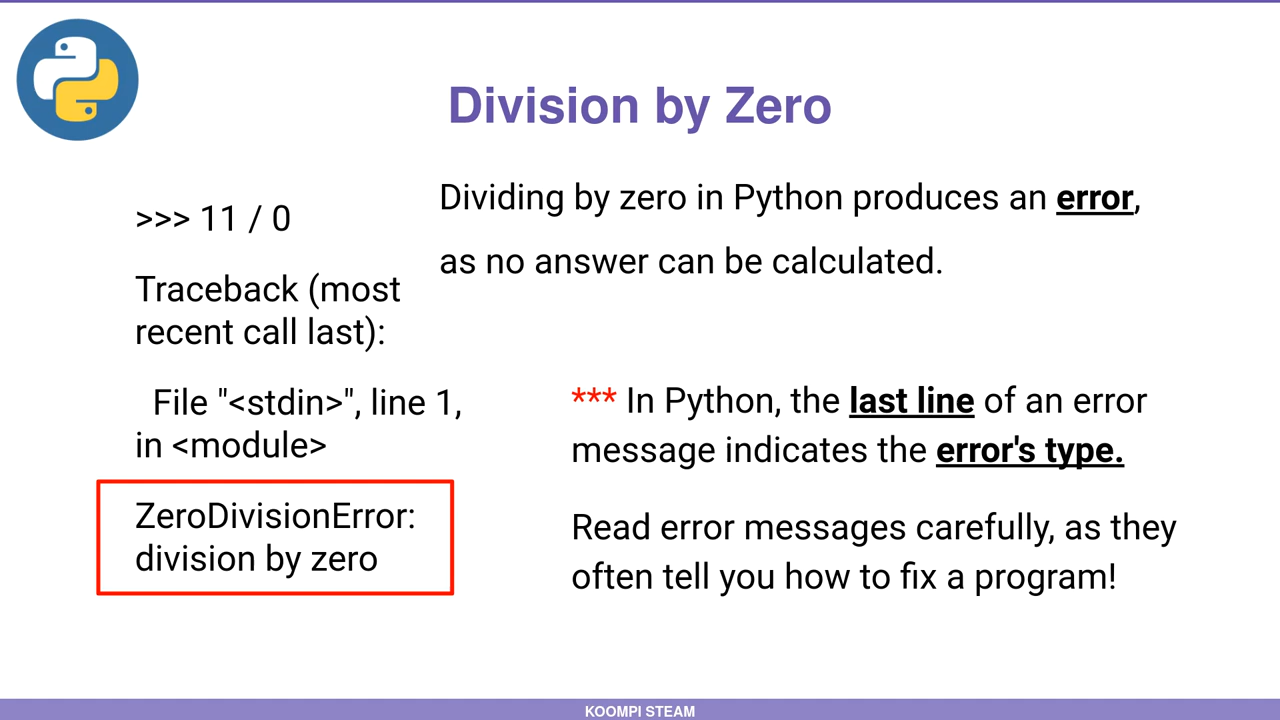 Division by Zero
>>> 11 / 0
Traceback (most
recent call last):
File "<stdin>", line 1,
in <module>
ZeroDivisionError:
division by zero
Dividing by zero in Python produces an error,
as no answer can be calculated.
*** In Python, the last line of an error
message indicates the error's type.
Read error messages carefully, as they
often tell you how to fix a program!
KOOMPI STEAM